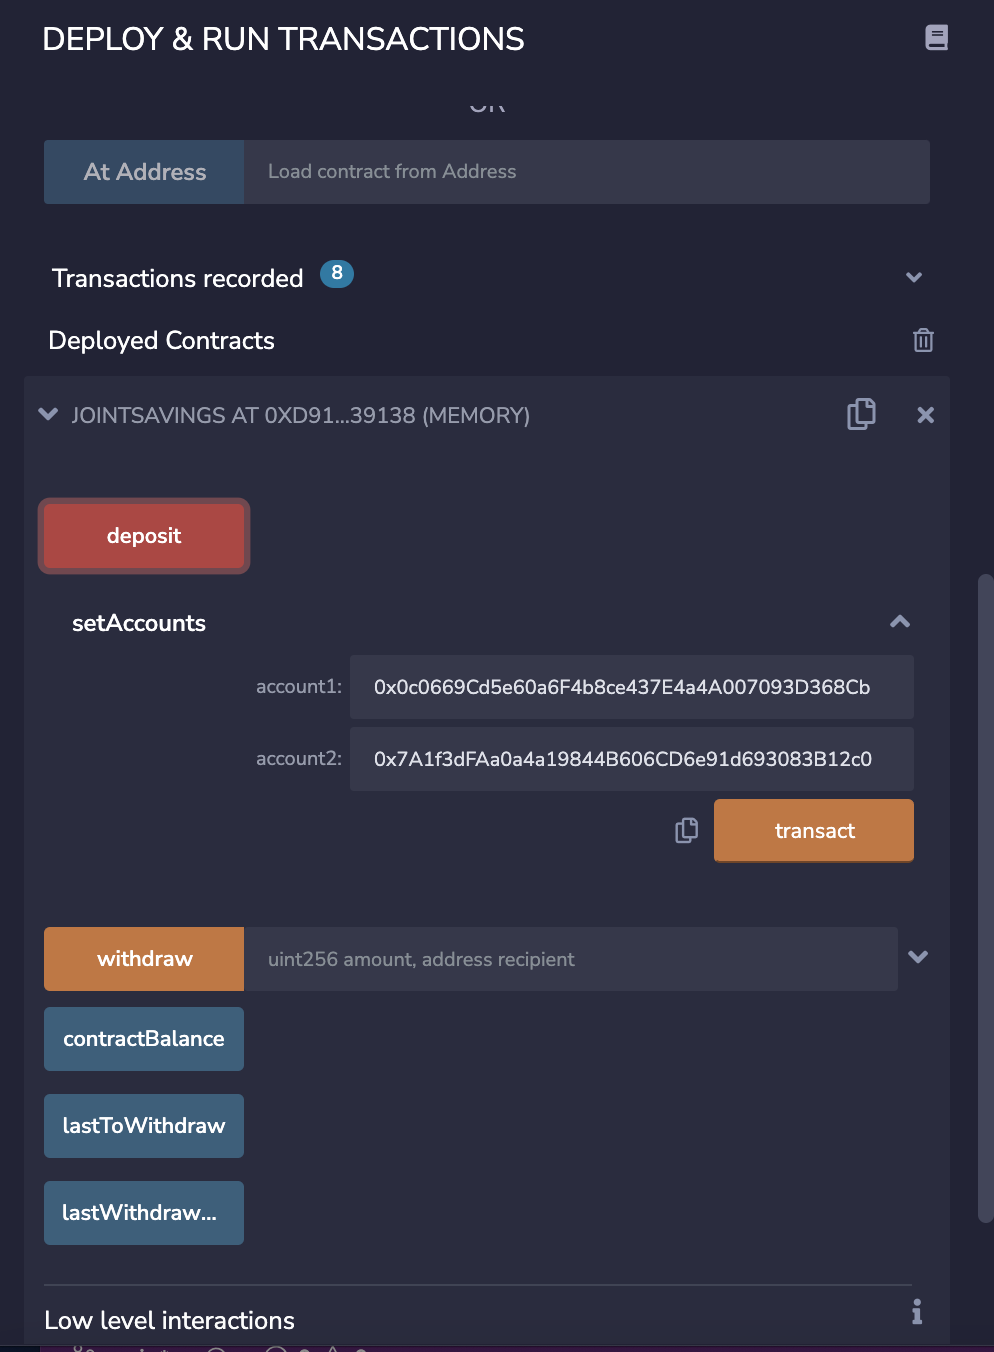 DEPLOY & RUN TRANSACTIONS
OR
At Address
Load contract from Address
Transactions recorded 8
Deployed Contracts
JOINTSAVINGS AT 0XD91...39138 (MEMORY)
deposit
setAccounts
account1: 0x0c0669Cd5e60a6F4b8ce437E4a4A007093D368Cb
account2: 0x7A1f3dFAa0a4a19844B606CD6e91d693083B12c0
transact
withdraw
uint256 amount, address recipient
contractBalance
lastToWithdraw
lastWithdraw...
Low level interactions